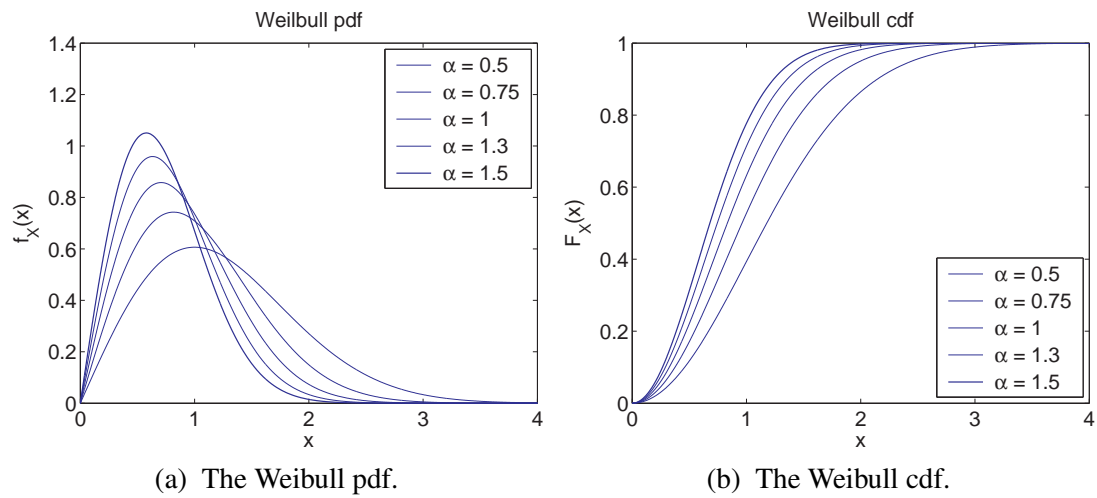 Weilbull pdf
1.4
1.2
1
0.8
0.6
0.4
0.2
0
f_X(x)
0 1 2 3 4
x
α = 0.5
α = 0.75
α = 1
α = 1.3
α = 1.5
(a) The Weibull pdf.
Weilbull cdf
1
0.8
0.6
0.4
0.2
0
F_X(x)
0 1 2 3 4
x
α = 0.5
α = 0.75
α = 1
α = 1.3
α = 1.5
(b) The Weibull cdf.